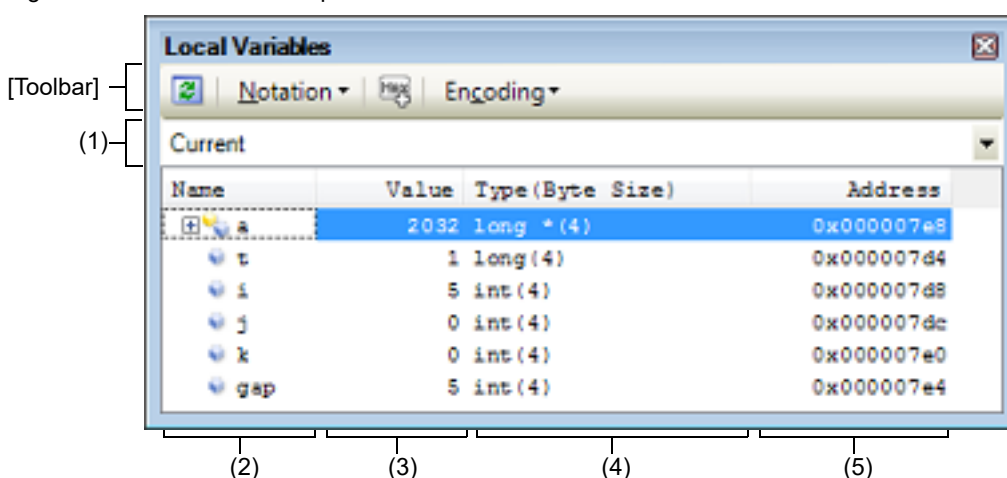 Local Variables
[Toolbar]
Notation Hex Encoding
(1)
Current
Name Value Type(Byte Size) Address
a 2032 long *(4) 0x000007e8
t 1 long(4) 0x000007d4
i 5 int(4) 0x000007d8
j 0 int(4) 0x000007dc
k 0 int(4) 0x000007e0
gap 5 int(4) 0x000007e4
(2) (3) (4) (5)